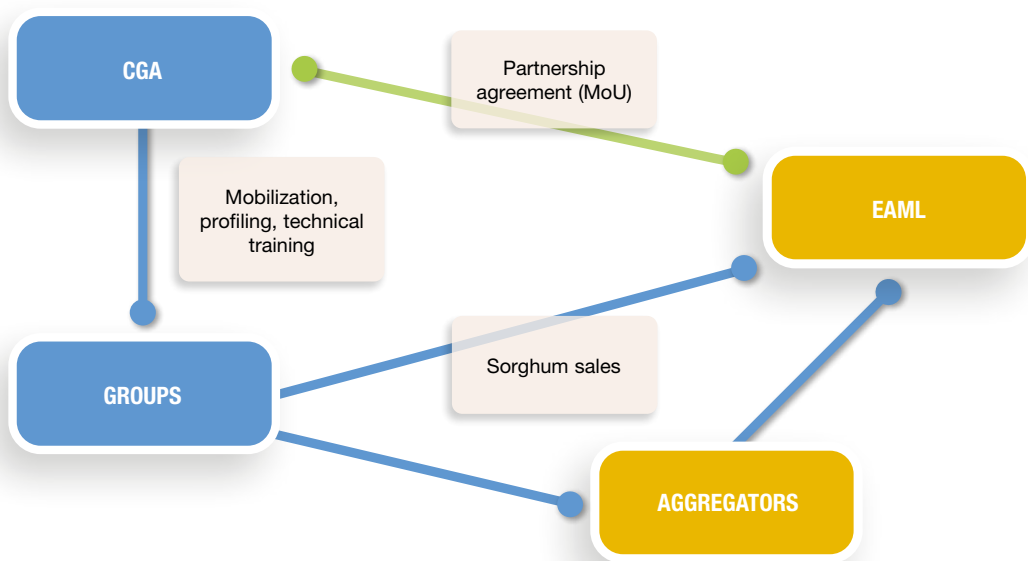 CGA
Partnership
agreement (MoU)
Mobilization,
profiling, technical
training
EAML
Sorghum sales
GROUPS
AGGREGATORS